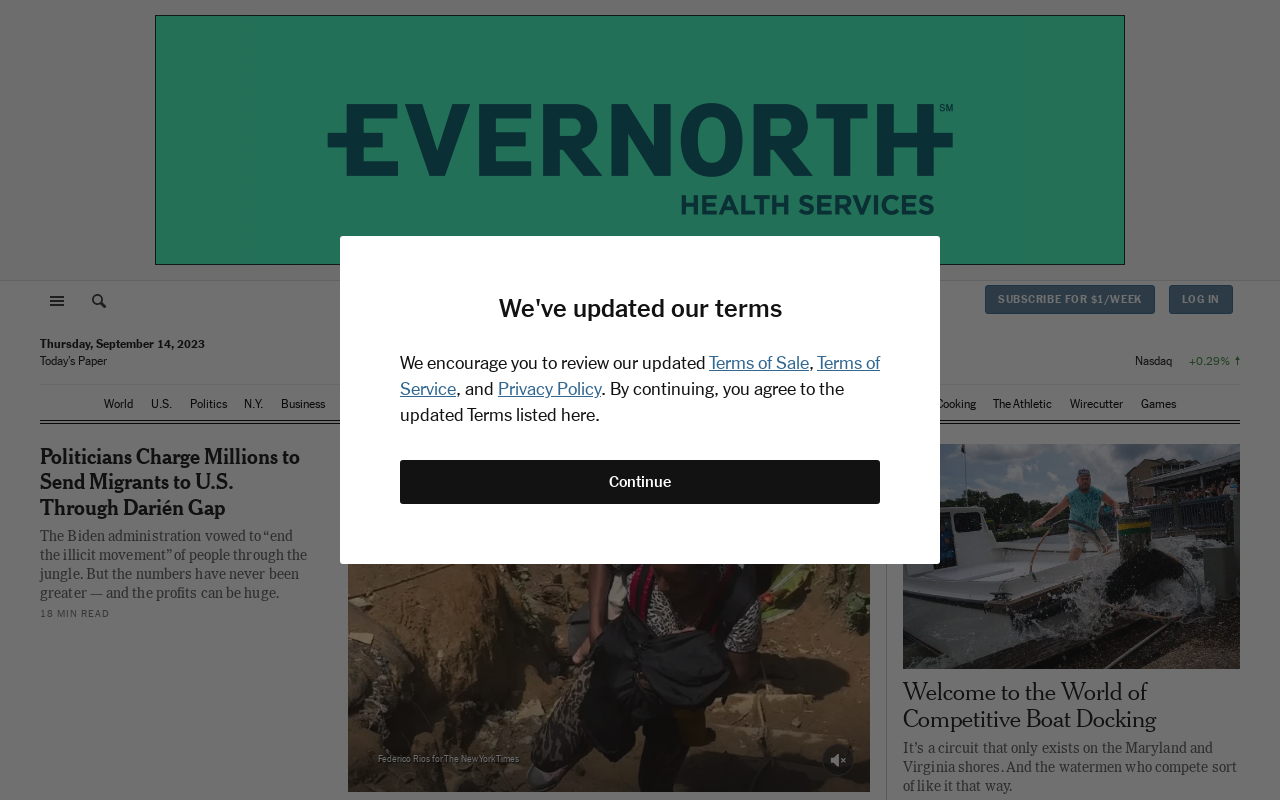 EVERNORTH℠
HEALTH SERVICES
SUBSCRIBE FOR $1/WEEK
LOG IN
Thursday, September 14, 2023
Today's Paper
Nasdaq +0.29% ↑
World U.S. Politics N.Y. Business
Cooking The Athletic Wirecutter Games
We've updated our terms
We encourage you to review our updated Terms of Sale, Terms of
Service, and Privacy Policy. By continuing, you agree to the
updated Terms listed here.
Continue
Politicians Charge Millions to
Send Migrants to U.S.
Through Darién Gap
The Biden administration vowed to “end
the illicit movement” of people through the
jungle. But the numbers have never been
greater — and the profits can be huge.
18 MIN READ
Federico Rios for The New York Times
Welcome to the World of
Competitive Boat Docking
It’s a circuit that only exists on the Maryland and
Virginia shores. And the watermen who compete sort
of like it that way.